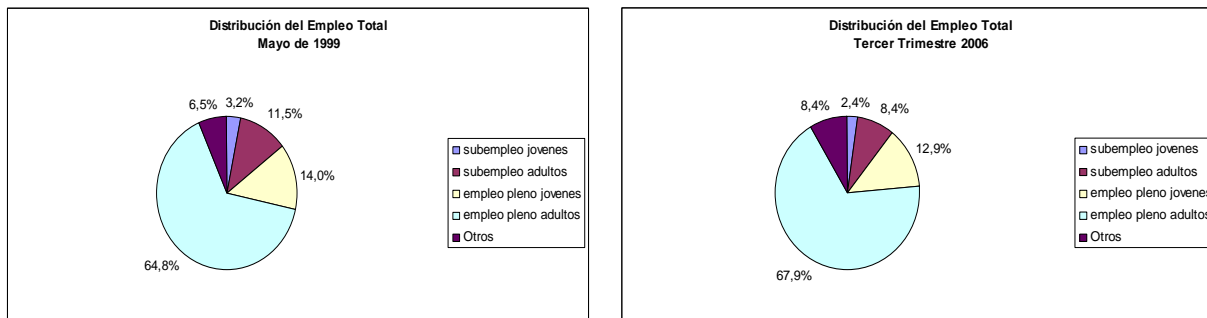 Distribución del Empleo Total
Mayo de 1999
6,5%
3,2%
11,5%
14,0%
64,8%
subempleo jovenes
subempleo adultos
empleo pleno jovenes
empleo pleno adultos
Otros
Distribución del Empleo Total
Tercer Trimestre 2006
8,4%
2,4%
8,4%
12,9%
67,9%
subempleo jovenes
subempleo adultos
empleo pleno jovenes
empleo pleno adultos
Otros